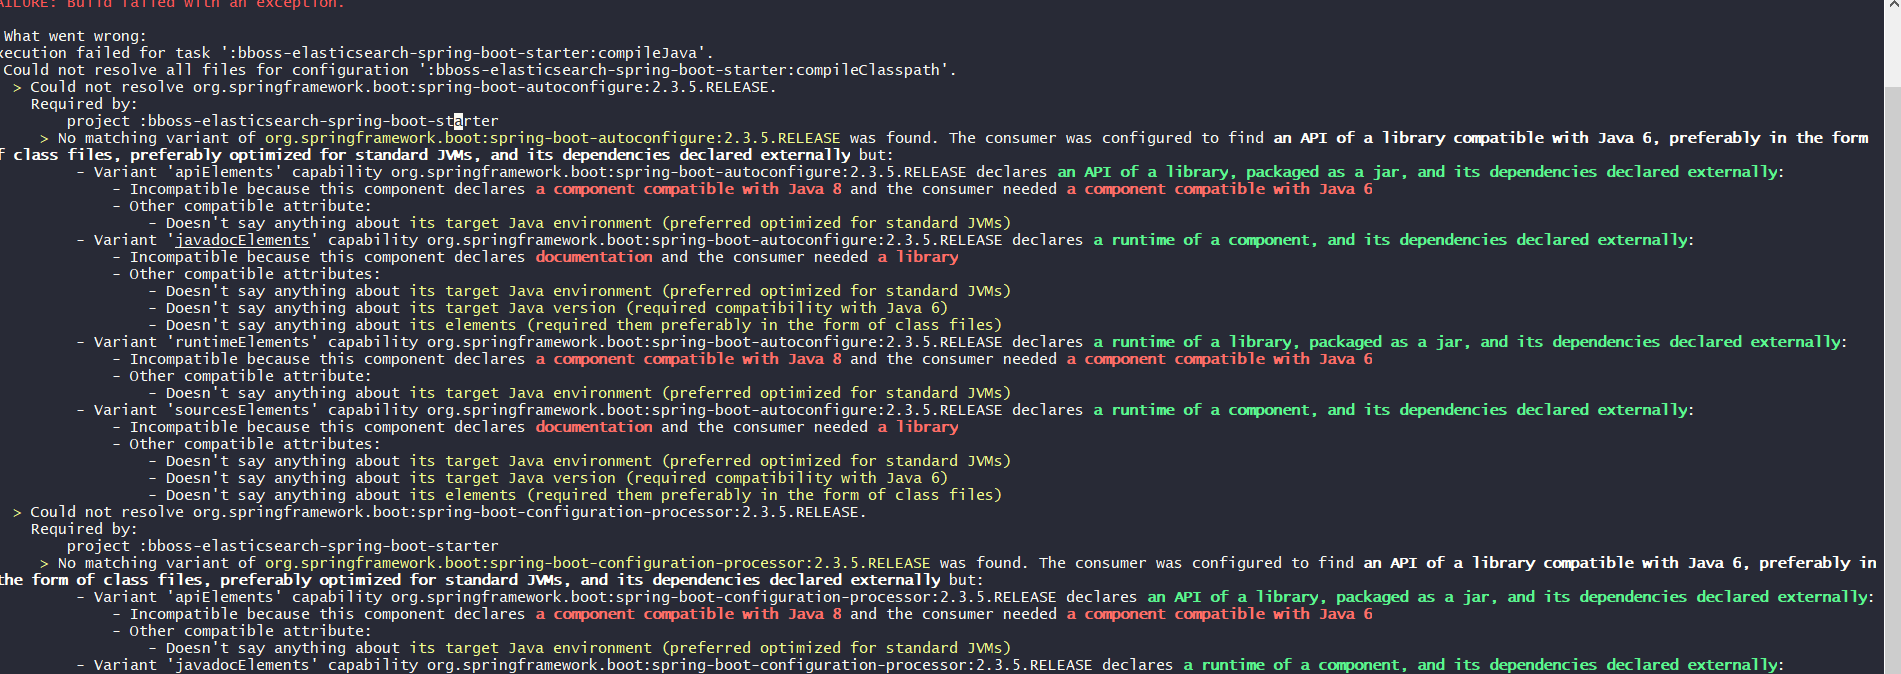 AILURE: Build failed with an exception.
What went wrong:
xecution failed for task ':bboss-elasticsearch-spring-boot-starter:compileJava'.
Could not resolve all files for configuration ':bboss-elasticsearch-spring-boot-starter:compileClasspath'.
> Could not resolve org.springframework.boot:spring-boot-autoconfigure:2.3.5.RELEASE.
Required by:
project :bboss-elasticsearch-spring-boot-starter
> No matching variant of org.springframework.boot:spring-boot-autoconfigure:2.3.5.RELEASE was found. The consumer was configured to find an API of a library compatible with Java 6, preferably in the form
f class files, preferably optimized for standard JVMs, and its dependencies declared externally but:
- Variant 'apiElements' capability org.springframework.boot:spring-boot-autoconfigure:2.3.5.RELEASE declares an API of a library, packaged as a jar, and its dependencies declared externally:
- Incompatible because this component declares a component compatible with Java 8 and the consumer needed a component compatible with Java 6
- Other compatible attribute:
- Doesn't say anything about its target Java environment (preferred optimized for standard JVMs)
- Variant 'javadocElements' capability org.springframework.boot:spring-boot-autoconfigure:2.3.5.RELEASE declares a runtime of a component, and its dependencies declared externally:
- Incompatible because this component declares documentation and the consumer needed a library
- Other compatible attributes:
- Doesn't say anything about its target Java environment (preferred optimized for standard JVMs)
- Doesn't say anything about its target Java version (required compatibility with Java 6)
- Doesn't say anything about its elements (required them preferably in the form of class files)
- Variant 'runtimeElements' capability org.springframework.boot:spring-boot-autoconfigure:2.3.5.RELEASE declares a runtime of a library, packaged as a jar, and its dependencies declared externally:
- Incompatible because this component declares a component compatible with Java 8 and the consumer needed a component compatible with Java 6
- Other compatible attribute:
- Doesn't say anything about its target Java environment (preferred optimized for standard JVMs)
- Variant 'sourcesElements' capability org.springframework.boot:spring-boot-autoconfigure:2.3.5.RELEASE declares a runtime of a component, and its dependencies declared externally:
- Incompatible because this component declares documentation and the consumer needed a library
- Other compatible attributes:
- Doesn't say anything about its target Java environment (preferred optimized for standard JVMs)
- Doesn't say anything about its target Java version (required compatibility with Java 6)
- Doesn't say anything about its elements (required them preferably in the form of class files)
> Could not resolve org.springframework.boot:spring-boot-configuration-processor:2.3.5.RELEASE.
Required by:
project :bboss-elasticsearch-spring-boot-starter
> No matching variant of org.springframework.boot:spring-boot-configuration-processor:2.3.5.RELEASE was found. The consumer was configured to find an API of a library compatible with Java 6, preferably in
the form of class files, preferably optimized for standard JVMs, and its dependencies declared externally but:
- Variant 'apiElements' capability org.springframework.boot:spring-boot-configuration-processor:2.3.5.RELEASE declares an API of a library, packaged as a jar, and its dependencies declared externally:
- Incompatible because this component declares a component compatible with Java 8 and the consumer needed a component compatible with Java 6
- Other compatible attribute:
- Doesn't say anything about its target Java environment (preferred optimized for standard JVMs)
- Variant 'javadocElements' capability org.springframework.boot:spring-boot-configuration-processor:2.3.5.RELEASE declares a runtime of a component, and its dependencies declared externally: